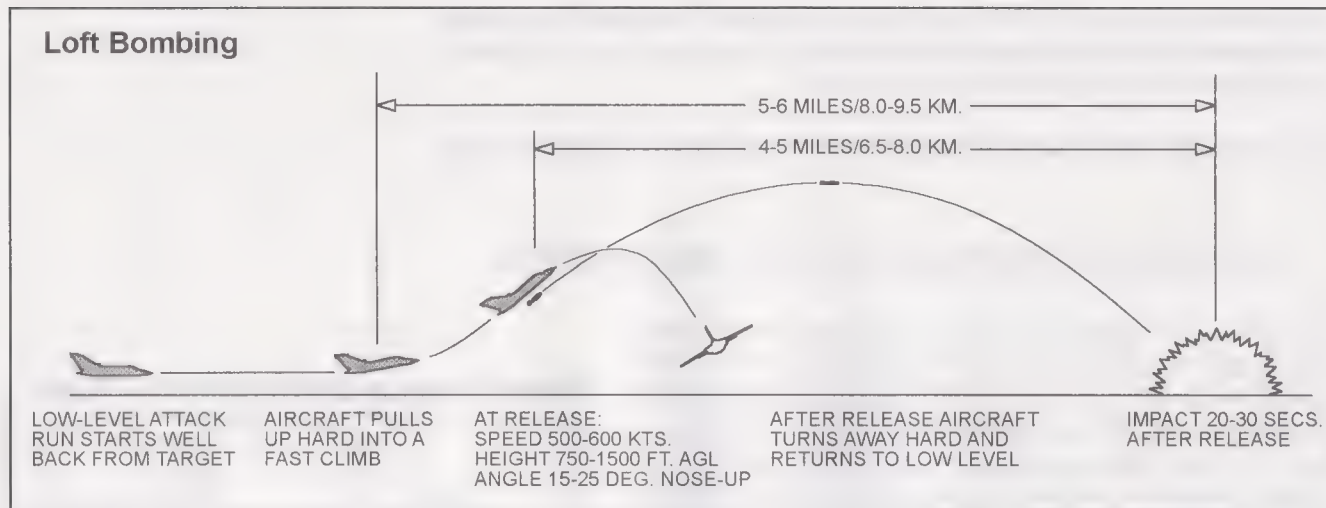 Loft Bombing
5-6 MILES/8.0-9.5 KM.
4-5 MILES/6.5-8.0 KM.
LOW-LEVEL ATTACK
RUN STARTS WELL
BACK FROM TARGET
AIRCRAFT PULLS
UP HARD INTO A
FAST CLIMB
AT RELEASE:
SPEED 500-600 KTS.
HEIGHT 750-1500 FT. AGL
ANGLE 15-25 DEG. NOSE-UP
AFTER RELEASE AIRCRAFT
TURNS AWAY HARD AND
RETURNS TO LOW LEVEL
IMPACT 20-30 SECS.
AFTER RELEASE